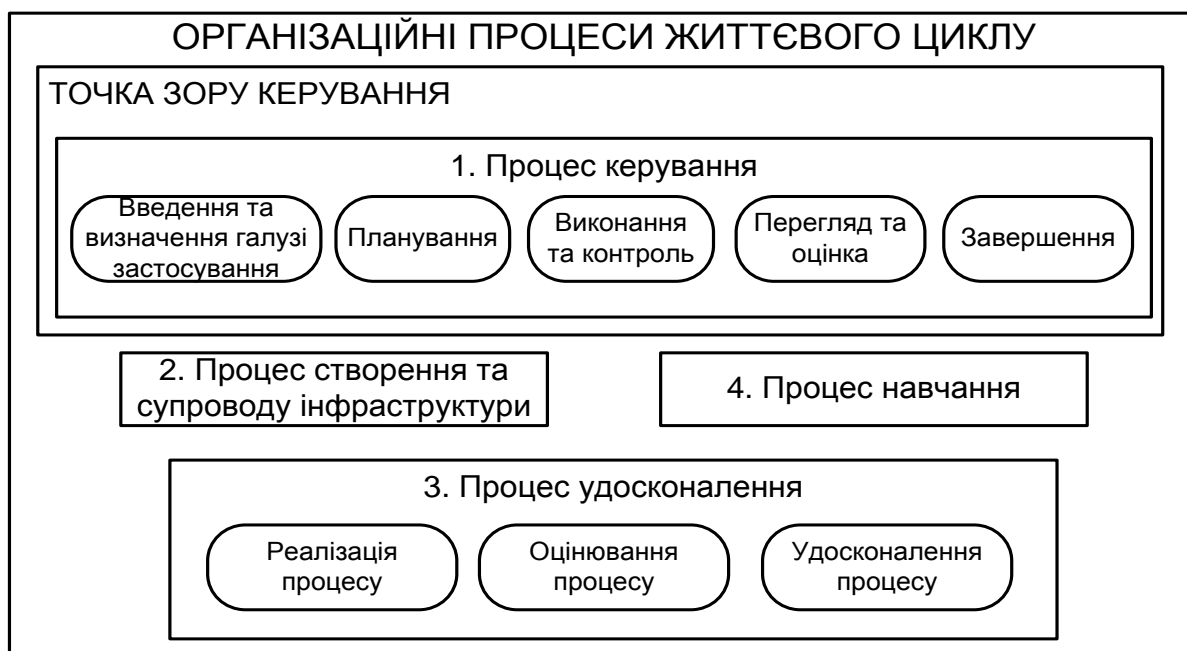 ОРГАНІЗАЦІЙНІ ПРОЦЕСИ ЖИТТЄВОГО ЦИКЛУ
ТОЧКА ЗОРУ КЕРУВАННЯ
1. Процес керування
Введення та
визначення галузі
застосування
Планування
Виконання
та контроль
Перегляд та
оцінка
Завершення
2. Процес створення та
супроводу інфраструктури
4. Процес навчання
3. Процес удосконалення
Реалізація
процесу
Оцінювання
процесу
Удосконалення
процесу